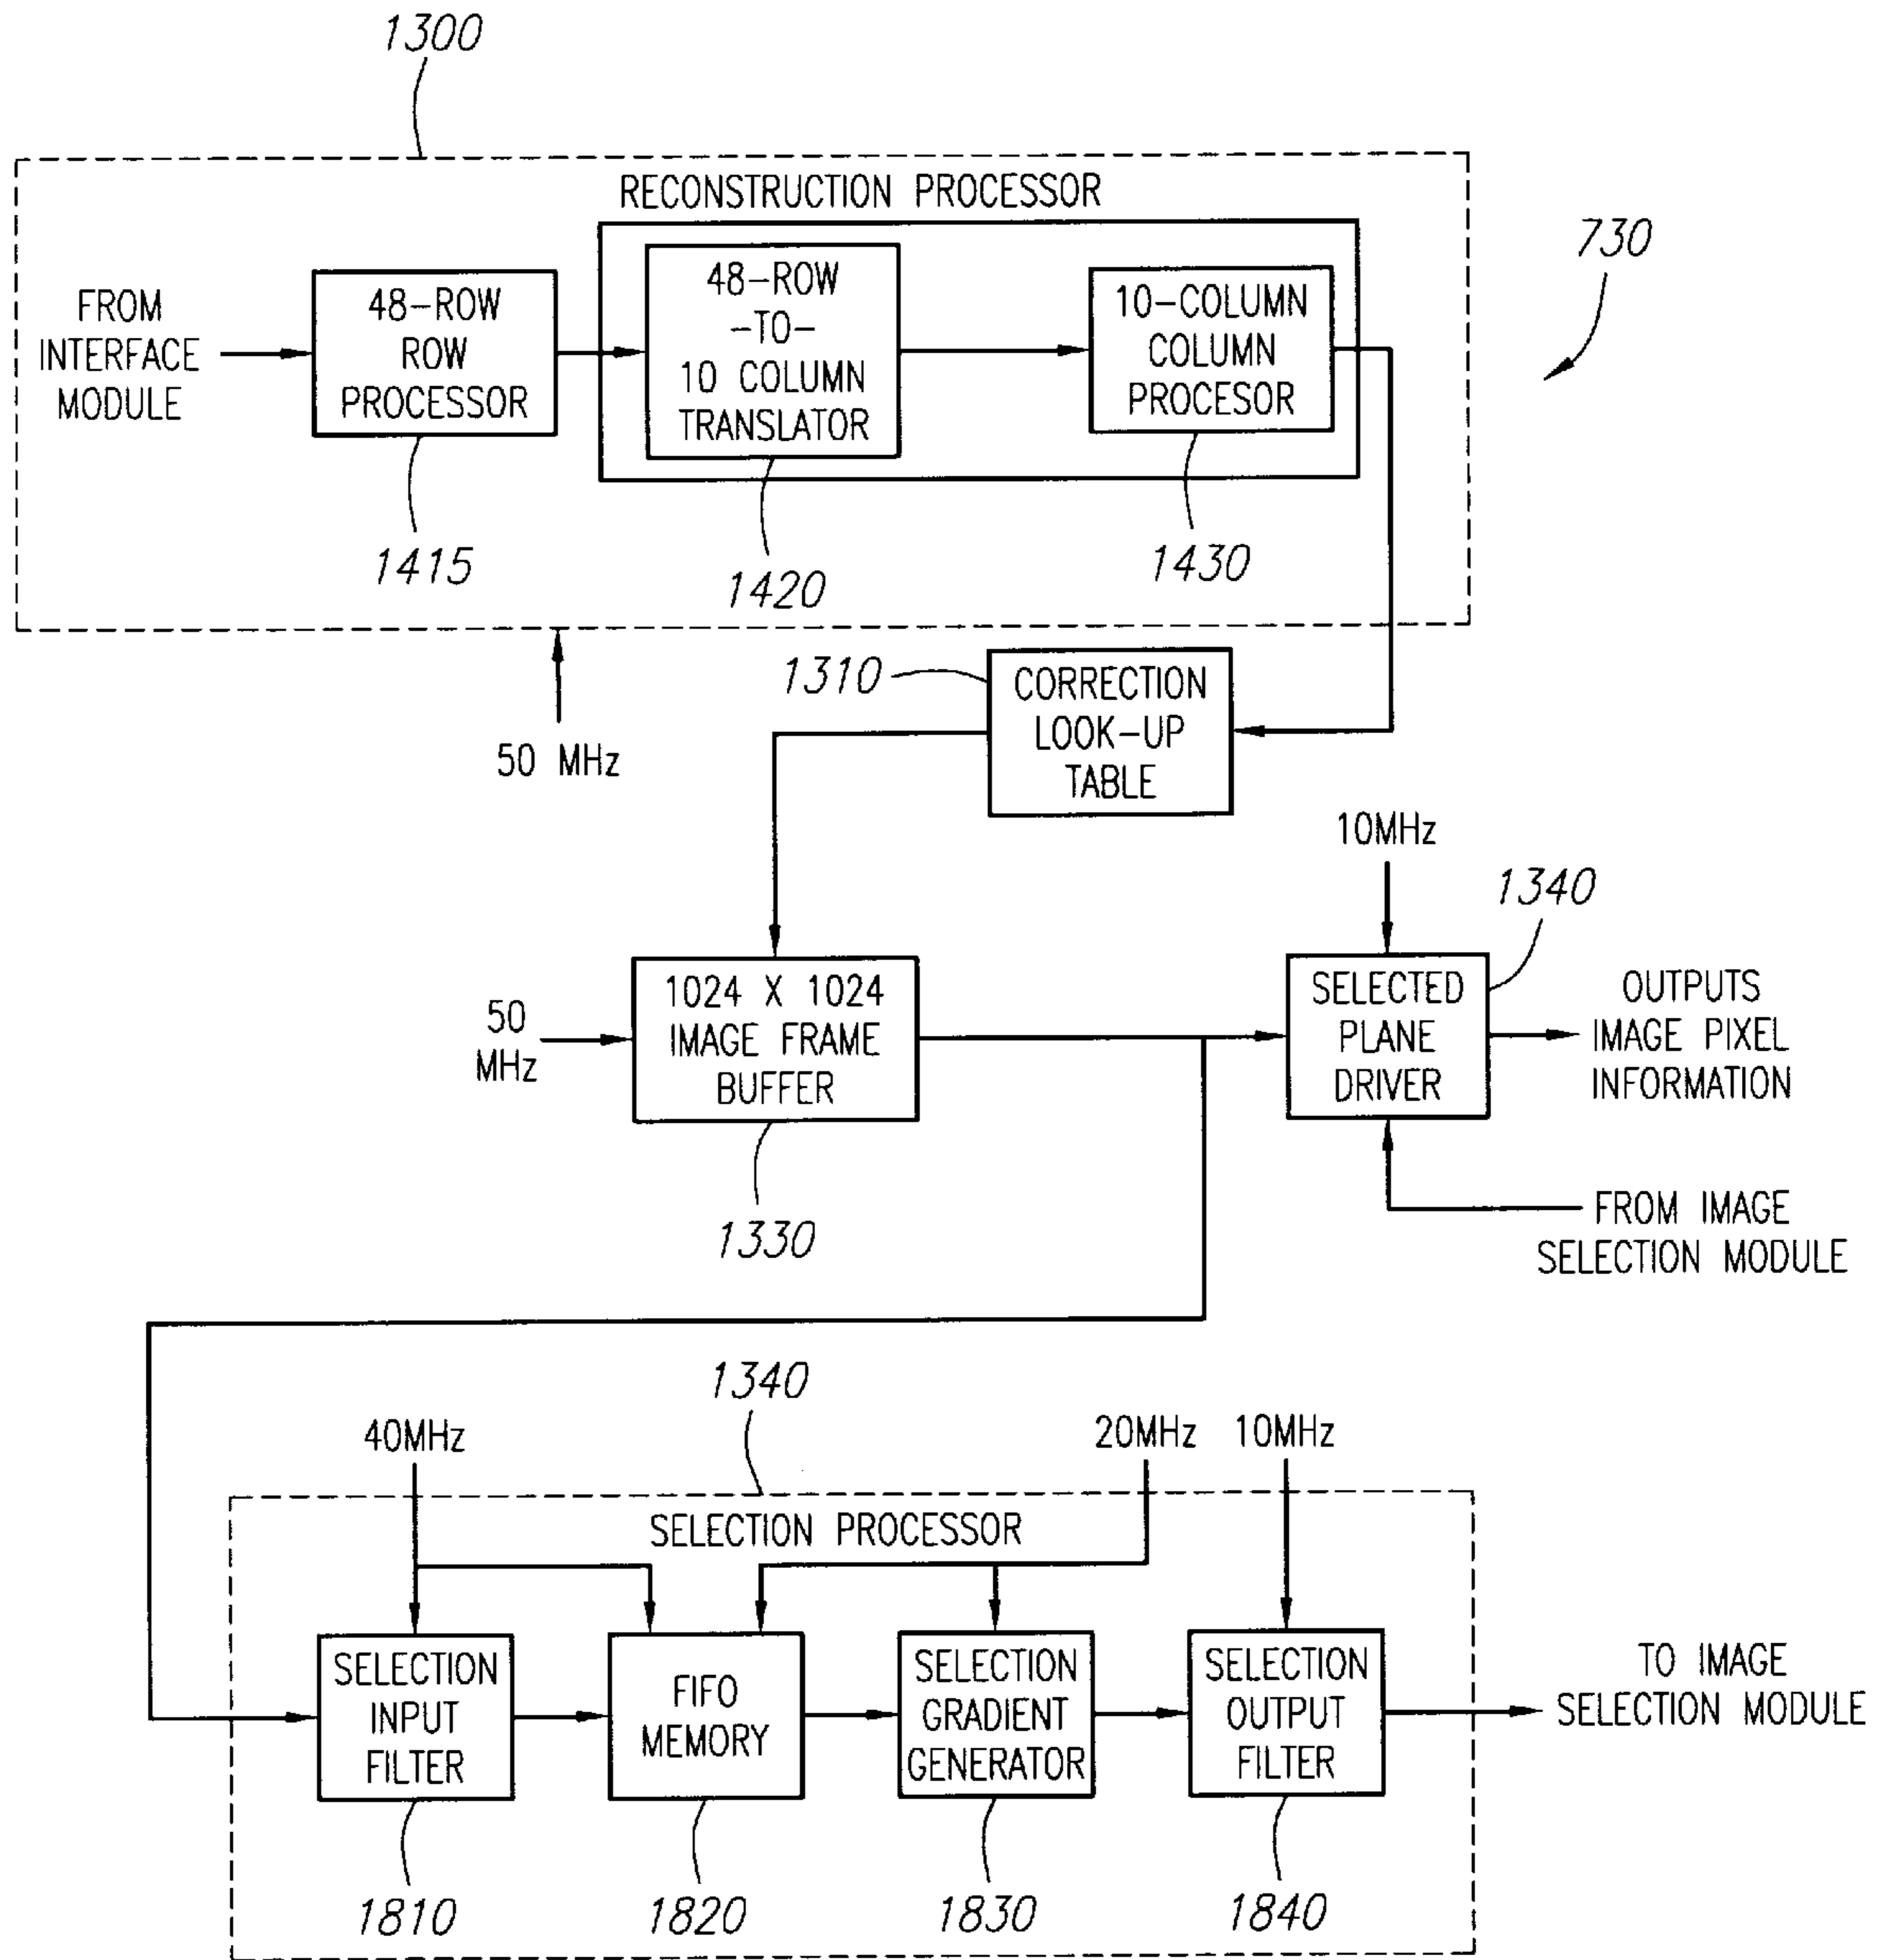 1300
RECONSTRUCTION PROCESSOR
730
FROM
INTERFACE
MODULE
48-ROW
ROW
PROCESSOR
48-ROW
-TO-
10 COLUMN
TRANSLATOR
10-COLUMN
COLUMN
PROCESOR
1415
1420
1430
50 MHz
1310
CORRECTION
LOOK-UP
TABLE
10MHz
1340
50
MHz
1024 X 1024
IMAGE FRAME
BUFFER
SELECTED
PLANE
DRIVER
OUTPUTS
IMAGE PIXEL
INFORMATION
1330
FROM IMAGE
SELECTION MODULE
1340
40MHz
20MHz
10MHz
SELECTION PROCESSOR
SELECTION
INPUT
FILTER
FIFO
MEMORY
SELECTION
GRADIENT
GENERATOR
SELECTION
OUTPUT
FILTER
TO IMAGE
SELECTION MODULE
1810
1820
1830
1840